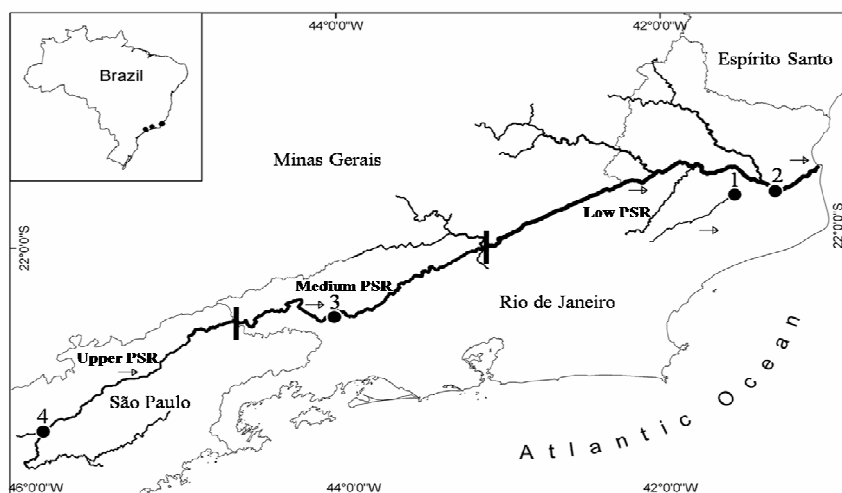 44°0'0"W
42°0'0"W
Brazil
Espírito Santo
Minas Gerais
1
2
Low PSR
22°0'0"S
22°0'0"S
Medium PSR
3
Rio de Janeiro
Upper PSR
São Paulo
4
Atlantic Ocean
46°0'0"W
44°0'0"W
42°0'0"W